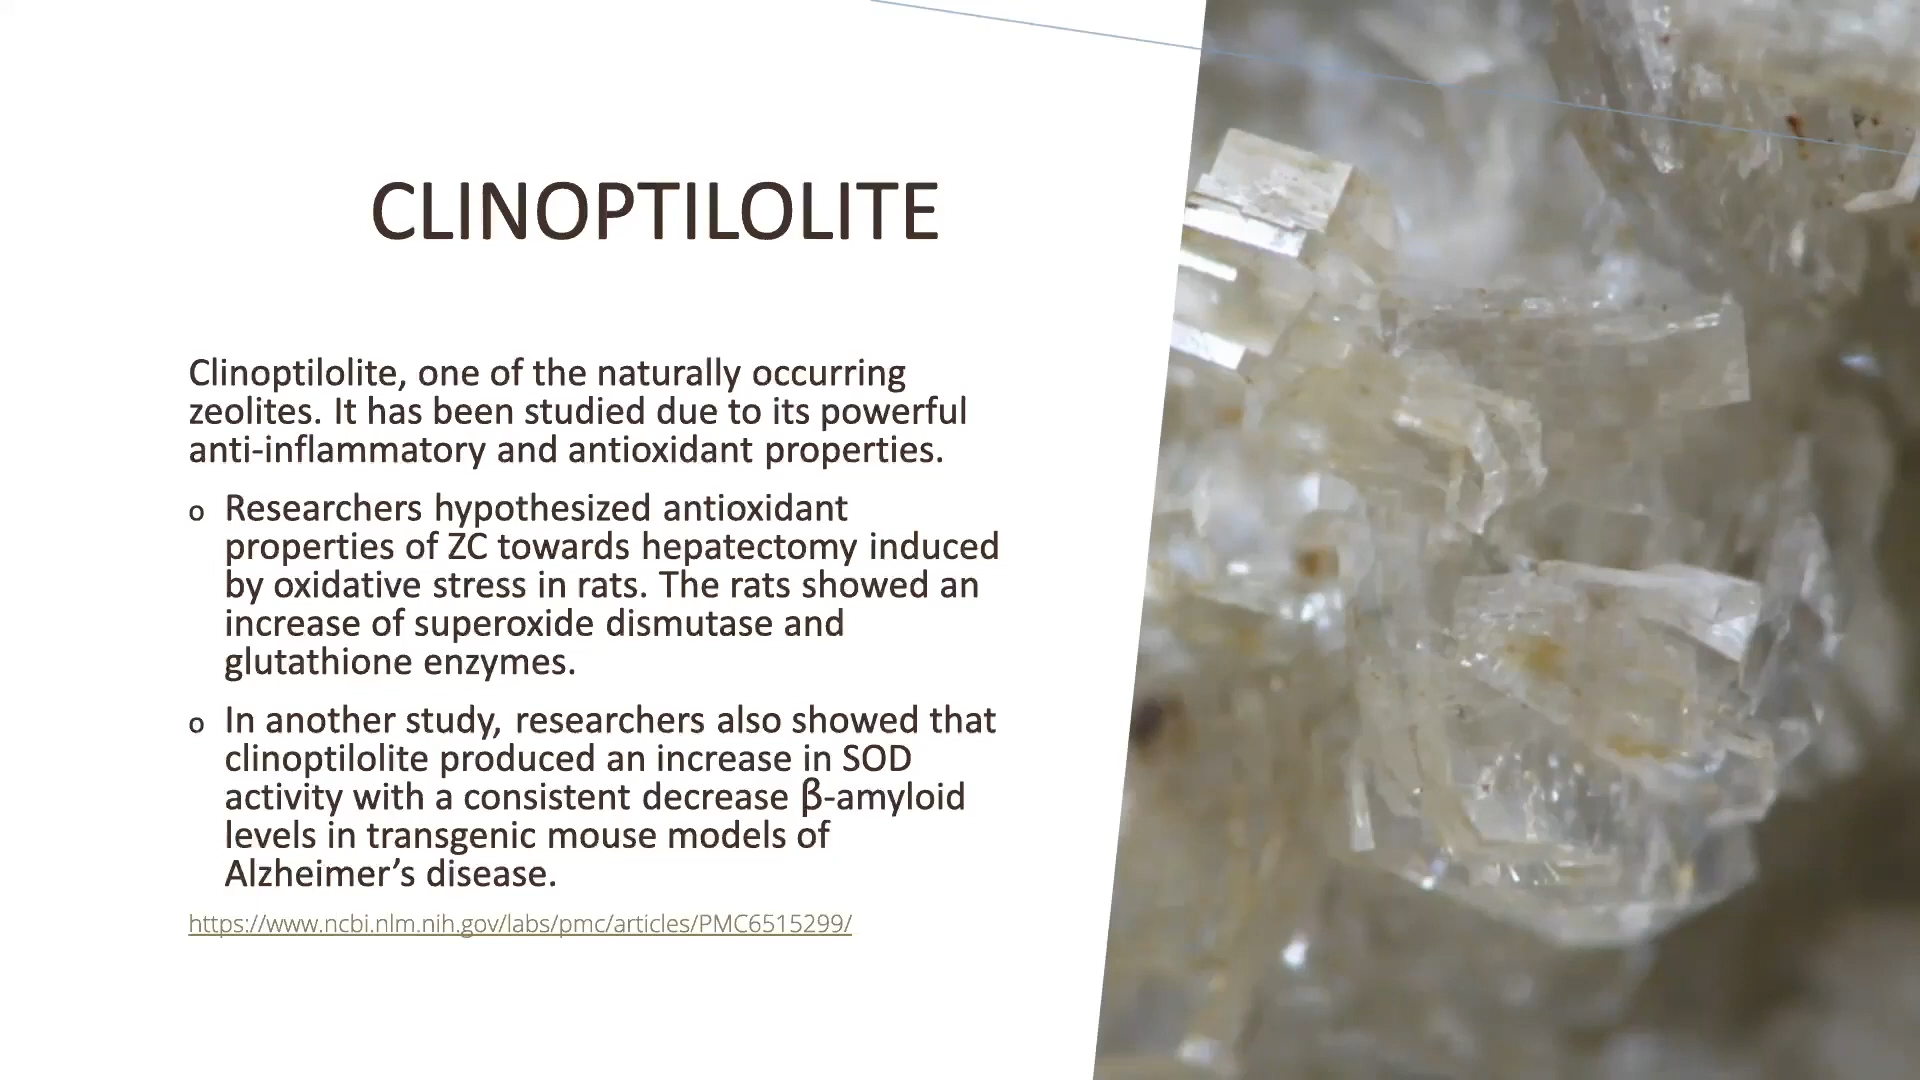 CLINOPTILOLITE
Clinoptilolite, one of the naturally occurring
zeolites. It has been studied due to its powerful
anti-inflammatory and antioxidant properties.
o Researchers hypothesized antioxidant
properties of ZC towards hepatectomy induced
by oxidative stress in rats. The rats showed an
increase of superoxide dismutase and
glutathione enzymes.
o In another study, researchers also showed that
clinoptilolite produced an increase in SOD
activity with a consistent decrease β-amyloid
levels in transgenic mouse models of
Alzheimer’s disease.
https://www.ncbi.nlm.nih.gov/labs/pmc/articles/PMC6515299/